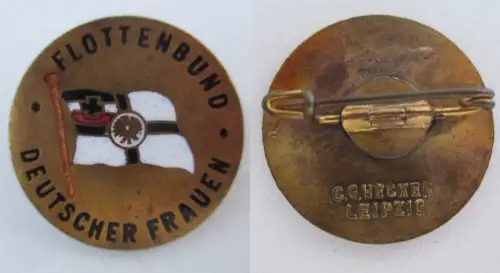 FLOTTENBUND
DEUTSCHER FRAUEN
C.G.HECKER
LEIPZIG